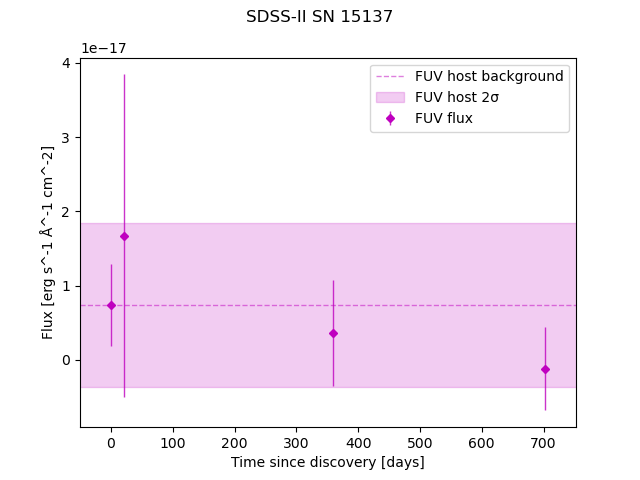 SDSS-II SN 15137
1e−17
FUV host background
FUV host 2σ
FUV flux
4
3
2
1
0
Flux [erg s^-1 Å^-1 cm^-2]
0 100 200 300 400 500 600 700
Time since discovery [days]